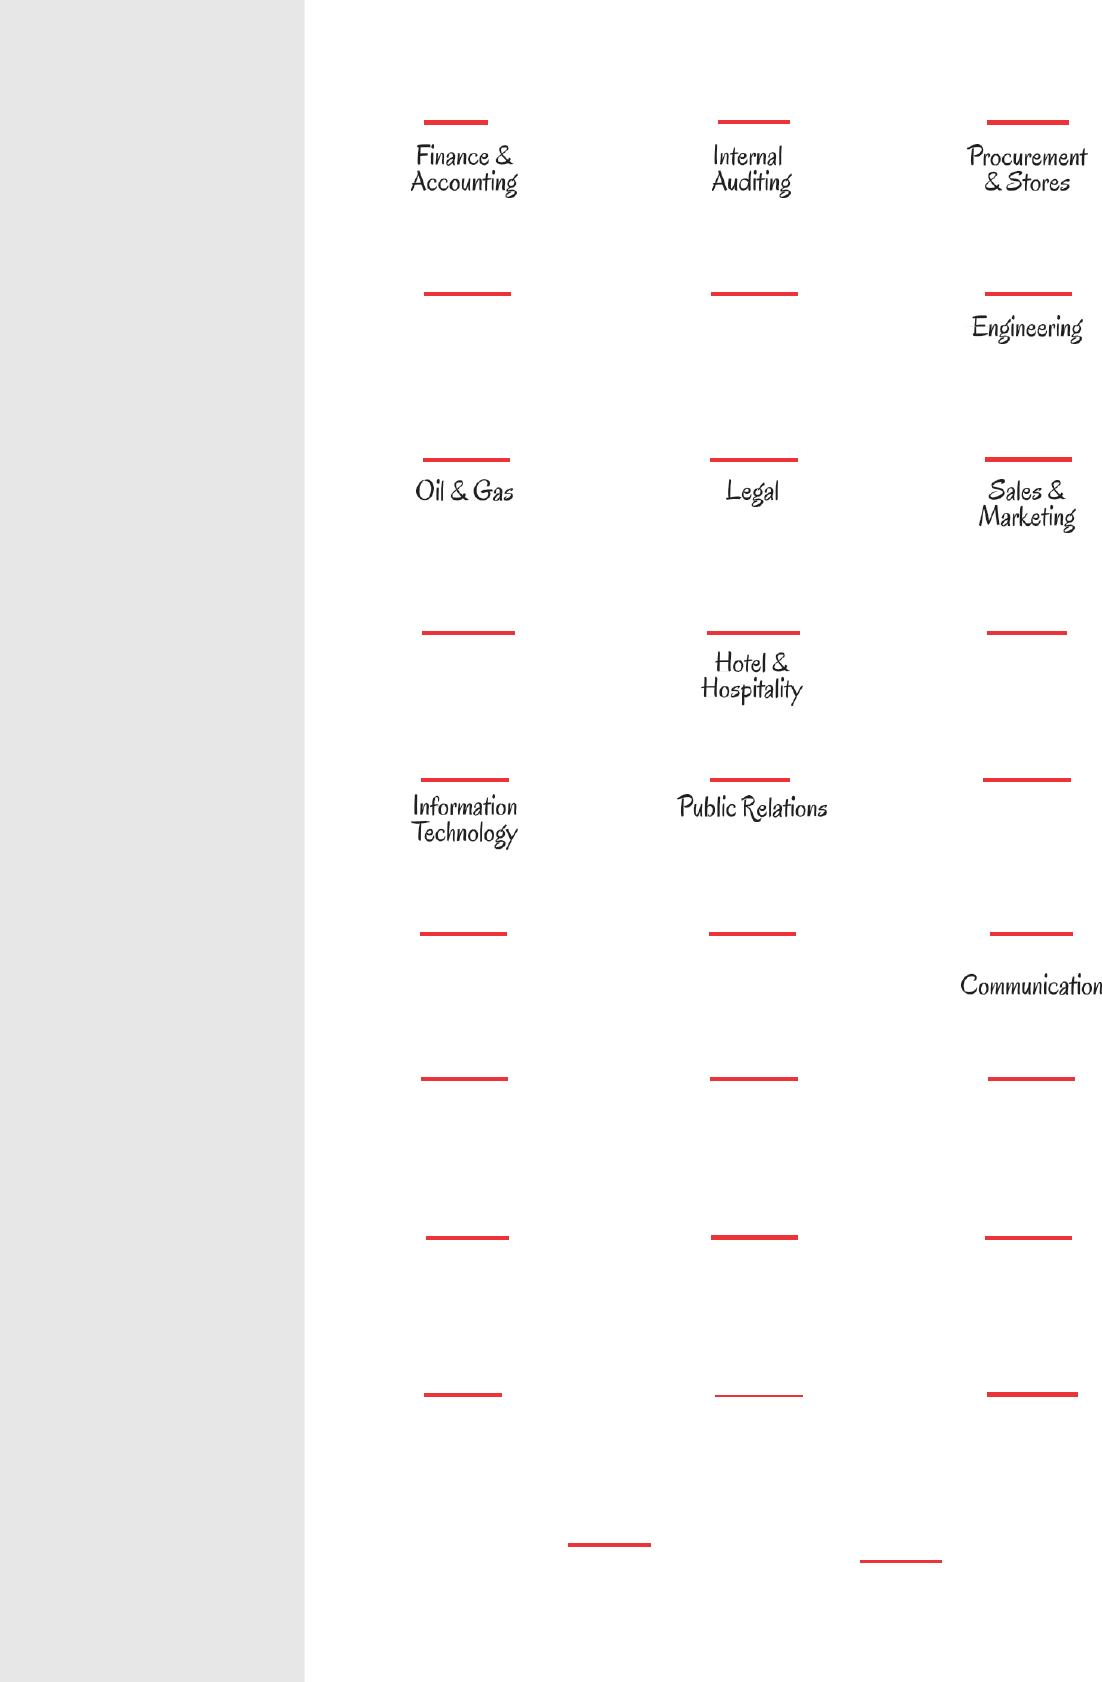 Finance &
Accounting
Internal
Auditing
Procurement
& Stores
Engineering
Oil & Gas
Legal
Sales &
Marketing
Hotel &
Hospitality
Information
Technology
Public Relations
Communication